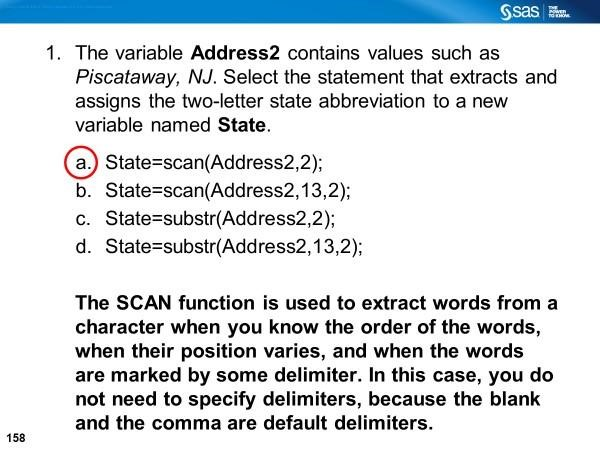 sas THE
POWER
TO KNOW.
1. The variable Address2 contains values such as
Piscataway, NJ. Select the statement that extracts and
assigns the two-letter state abbreviation to a new
variable named State.
a. State=scan(Address2,2);
b. State=scan(Address2,13,2);
c. State=substr(Address2,2);
d. State=substr(Address2,13,2);
The SCAN function is used to extract words from a
character when you know the order of the words,
when their position varies, and when the words
are marked by some delimiter. In this case, you do
not need to specify delimiters, because the blank
and the comma are default delimiters.
158